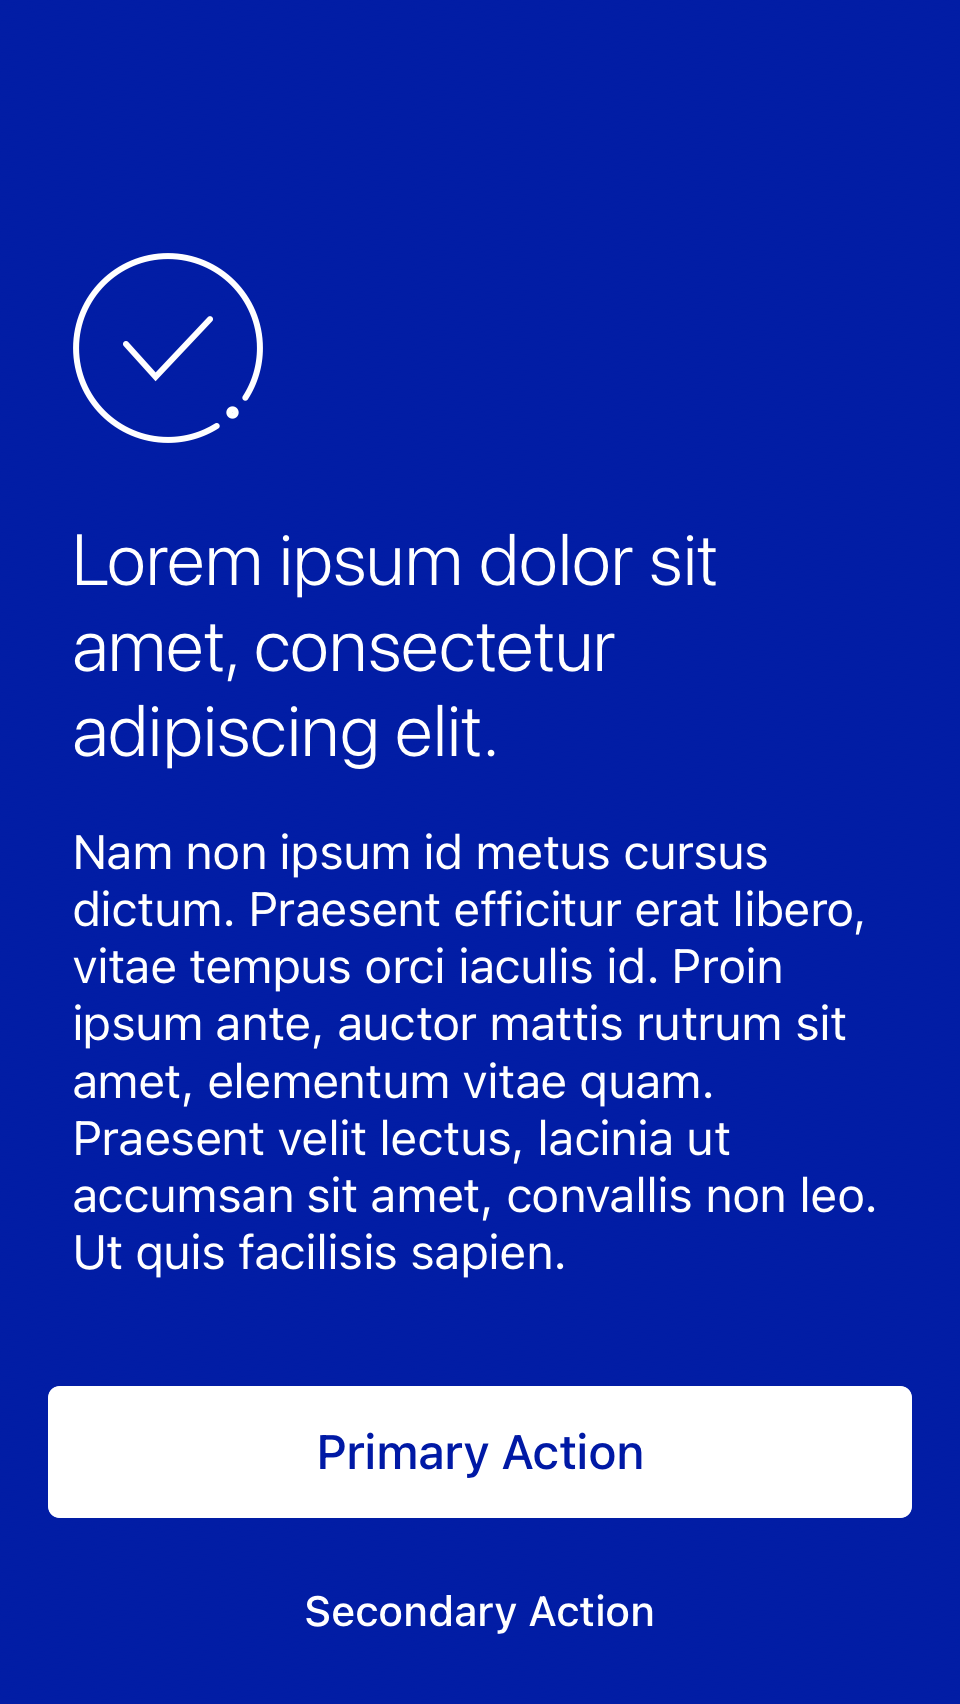 Lorem ipsum dolor sit
amet, consectetur
adipiscing elit.
Nam non ipsum id metus cursus
dictum. Praesent efficitur erat libero,
vitae tempus orci iaculis id. Proin
ipsum ante, auctor mattis rutrum sit
amet, elementum vitae quam.
Praesent velit lectus, lacinia ut
accumsan sit amet, convallis non leo.
Ut quis facilisis sapien.
Primary Action
Secondary Action